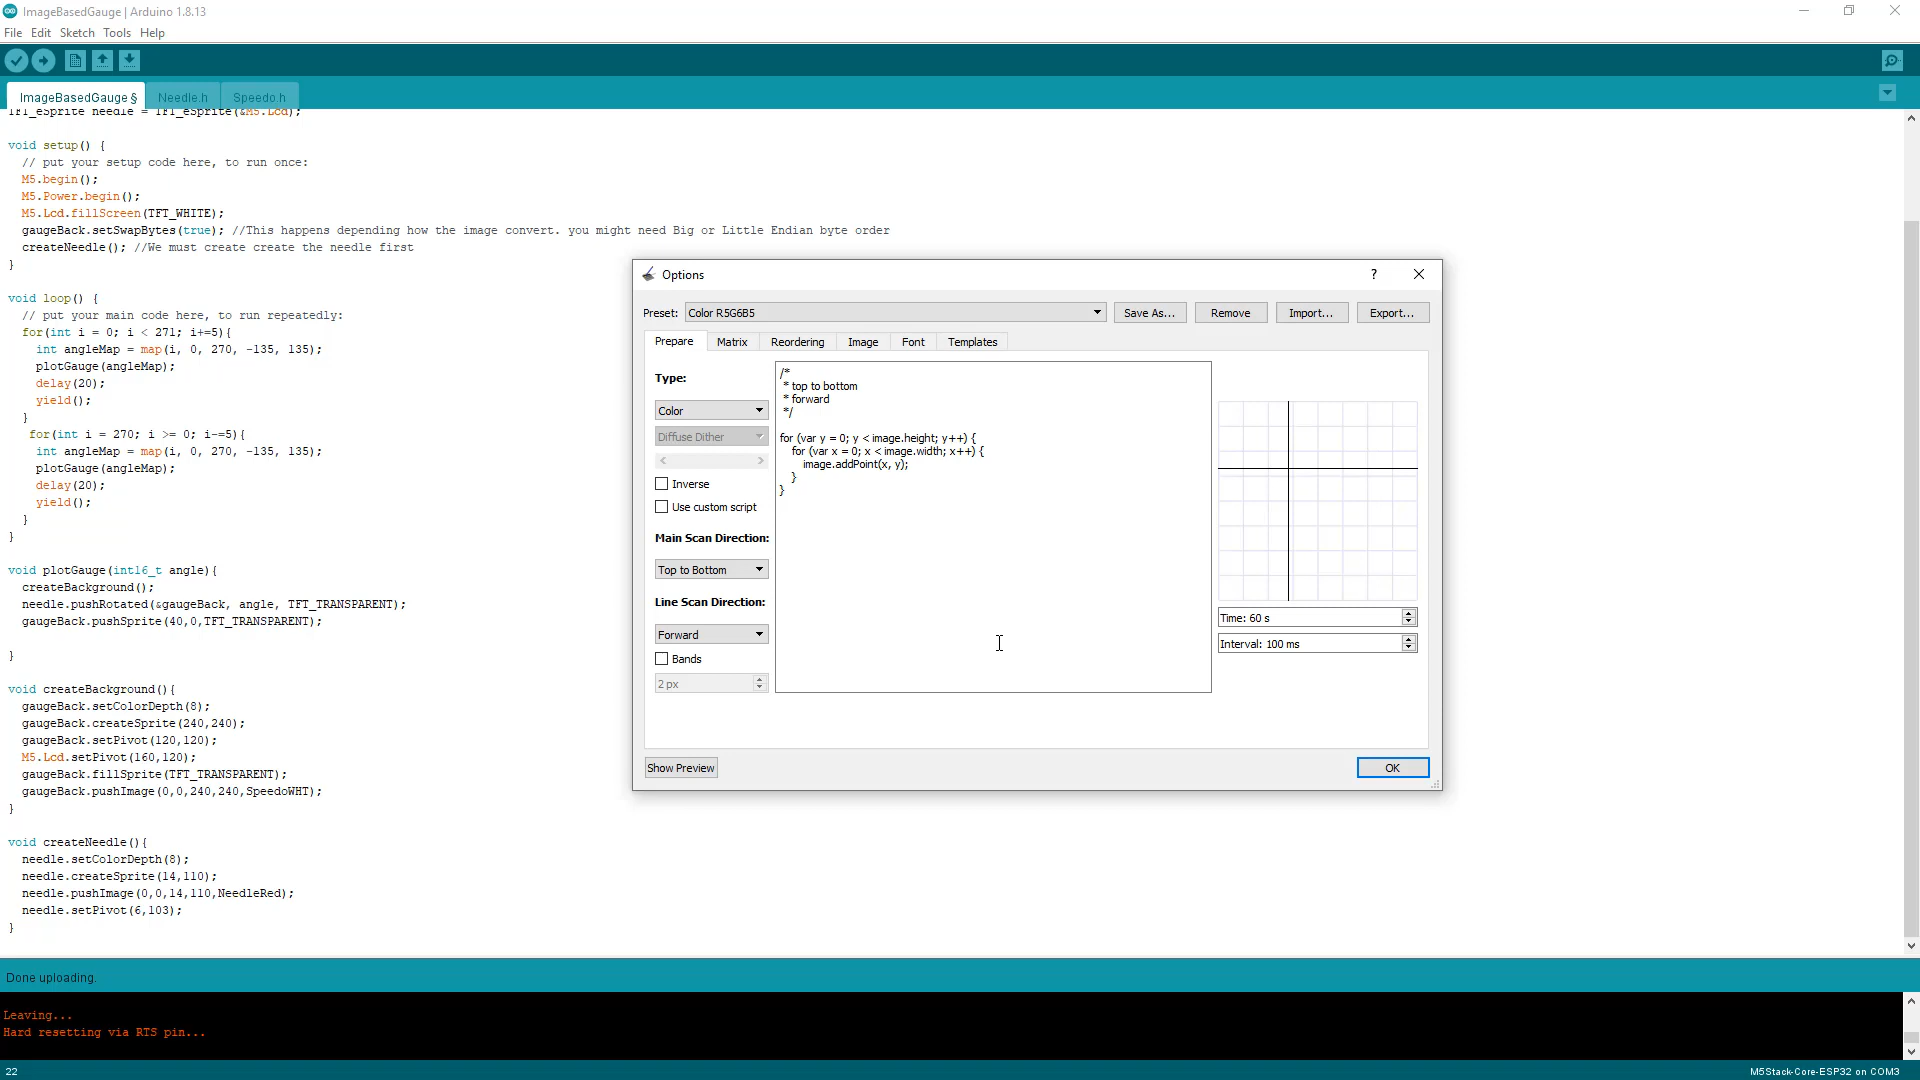 ImageBasedGauge | Arduino 1.8.13
File Edit Sketch Tools Help
ImageBasedGauge § Needle.h Speedo.h
TFT_eSprite needle = TFT_eSprite(&M5.Lcd);
void setup() {
// put your setup code here, to run once:
M5.begin();
M5.Power.begin();
M5.Lcd.fillScreen(TFT_WHITE);
gaugeBack.setSwapBytes(true); //This happens depending how the image convert. you might need Big or Little Endian byte order
createNeedle(); //We must create create the needle first
}
void loop() {
// put your main code here, to run repeatedly:
for(int i = 0; i < 271; i+=5){
int angleMap = map(i, 0, 270, -135, 135);
plotGauge(angleMap);
delay(20);
yield();
}
for(int i = 270; i >= 0; i-=5){
int angleMap = map(i, 0, 270, -135, 135);
plotGauge(angleMap);
delay(20);
yield();
}
}
void plotGauge(int16_t angle){
createBackground();
needle.pushRotated(&gaugeBack, angle, TFT_TRANSPARENT);
gaugeBack.pushSprite(40,0,TFT_TRANSPARENT);
}
void createBackground(){
gaugeBack.setColorDepth(8);
gaugeBack.createSprite(240,240);
gaugeBack.setPivot(120,120);
M5.Lcd.setPivot(160,120);
gaugeBack.fillSprite(TFT_TRANSPARENT);
gaugeBack.pushImage(0,0,240,240,SpeedoWHT);
}
void createNeedle(){
needle.setColorDepth(8);
needle.createSprite(14,110);
needle.pushImage(0,0,14,110,NeedleRed);
needle.setPivot(6,103);
}
Options
Preset: Color R5G6B5 Save As... Remove Import... Export...
Prepare Matrix Reordering Image Font Templates
Type:
Color
Diffuse Dither
Inverse
Use custom script
Main Scan Direction:
Top to Bottom
Line Scan Direction:
Forward
Bands
2 px
/*
* top to bottom
* forward
*/
for (var y = 0; y < image.height; y++) {
for (var x = 0; x < image.width; x++) {
image.addPoint(x, y);
}
}
Time: 60 s
Interval: 100 ms
Show Preview OK
Done uploading.
Leaving...
Hard resetting via RTS pin...
22 M5Stack-Core-ESP32 on COM3